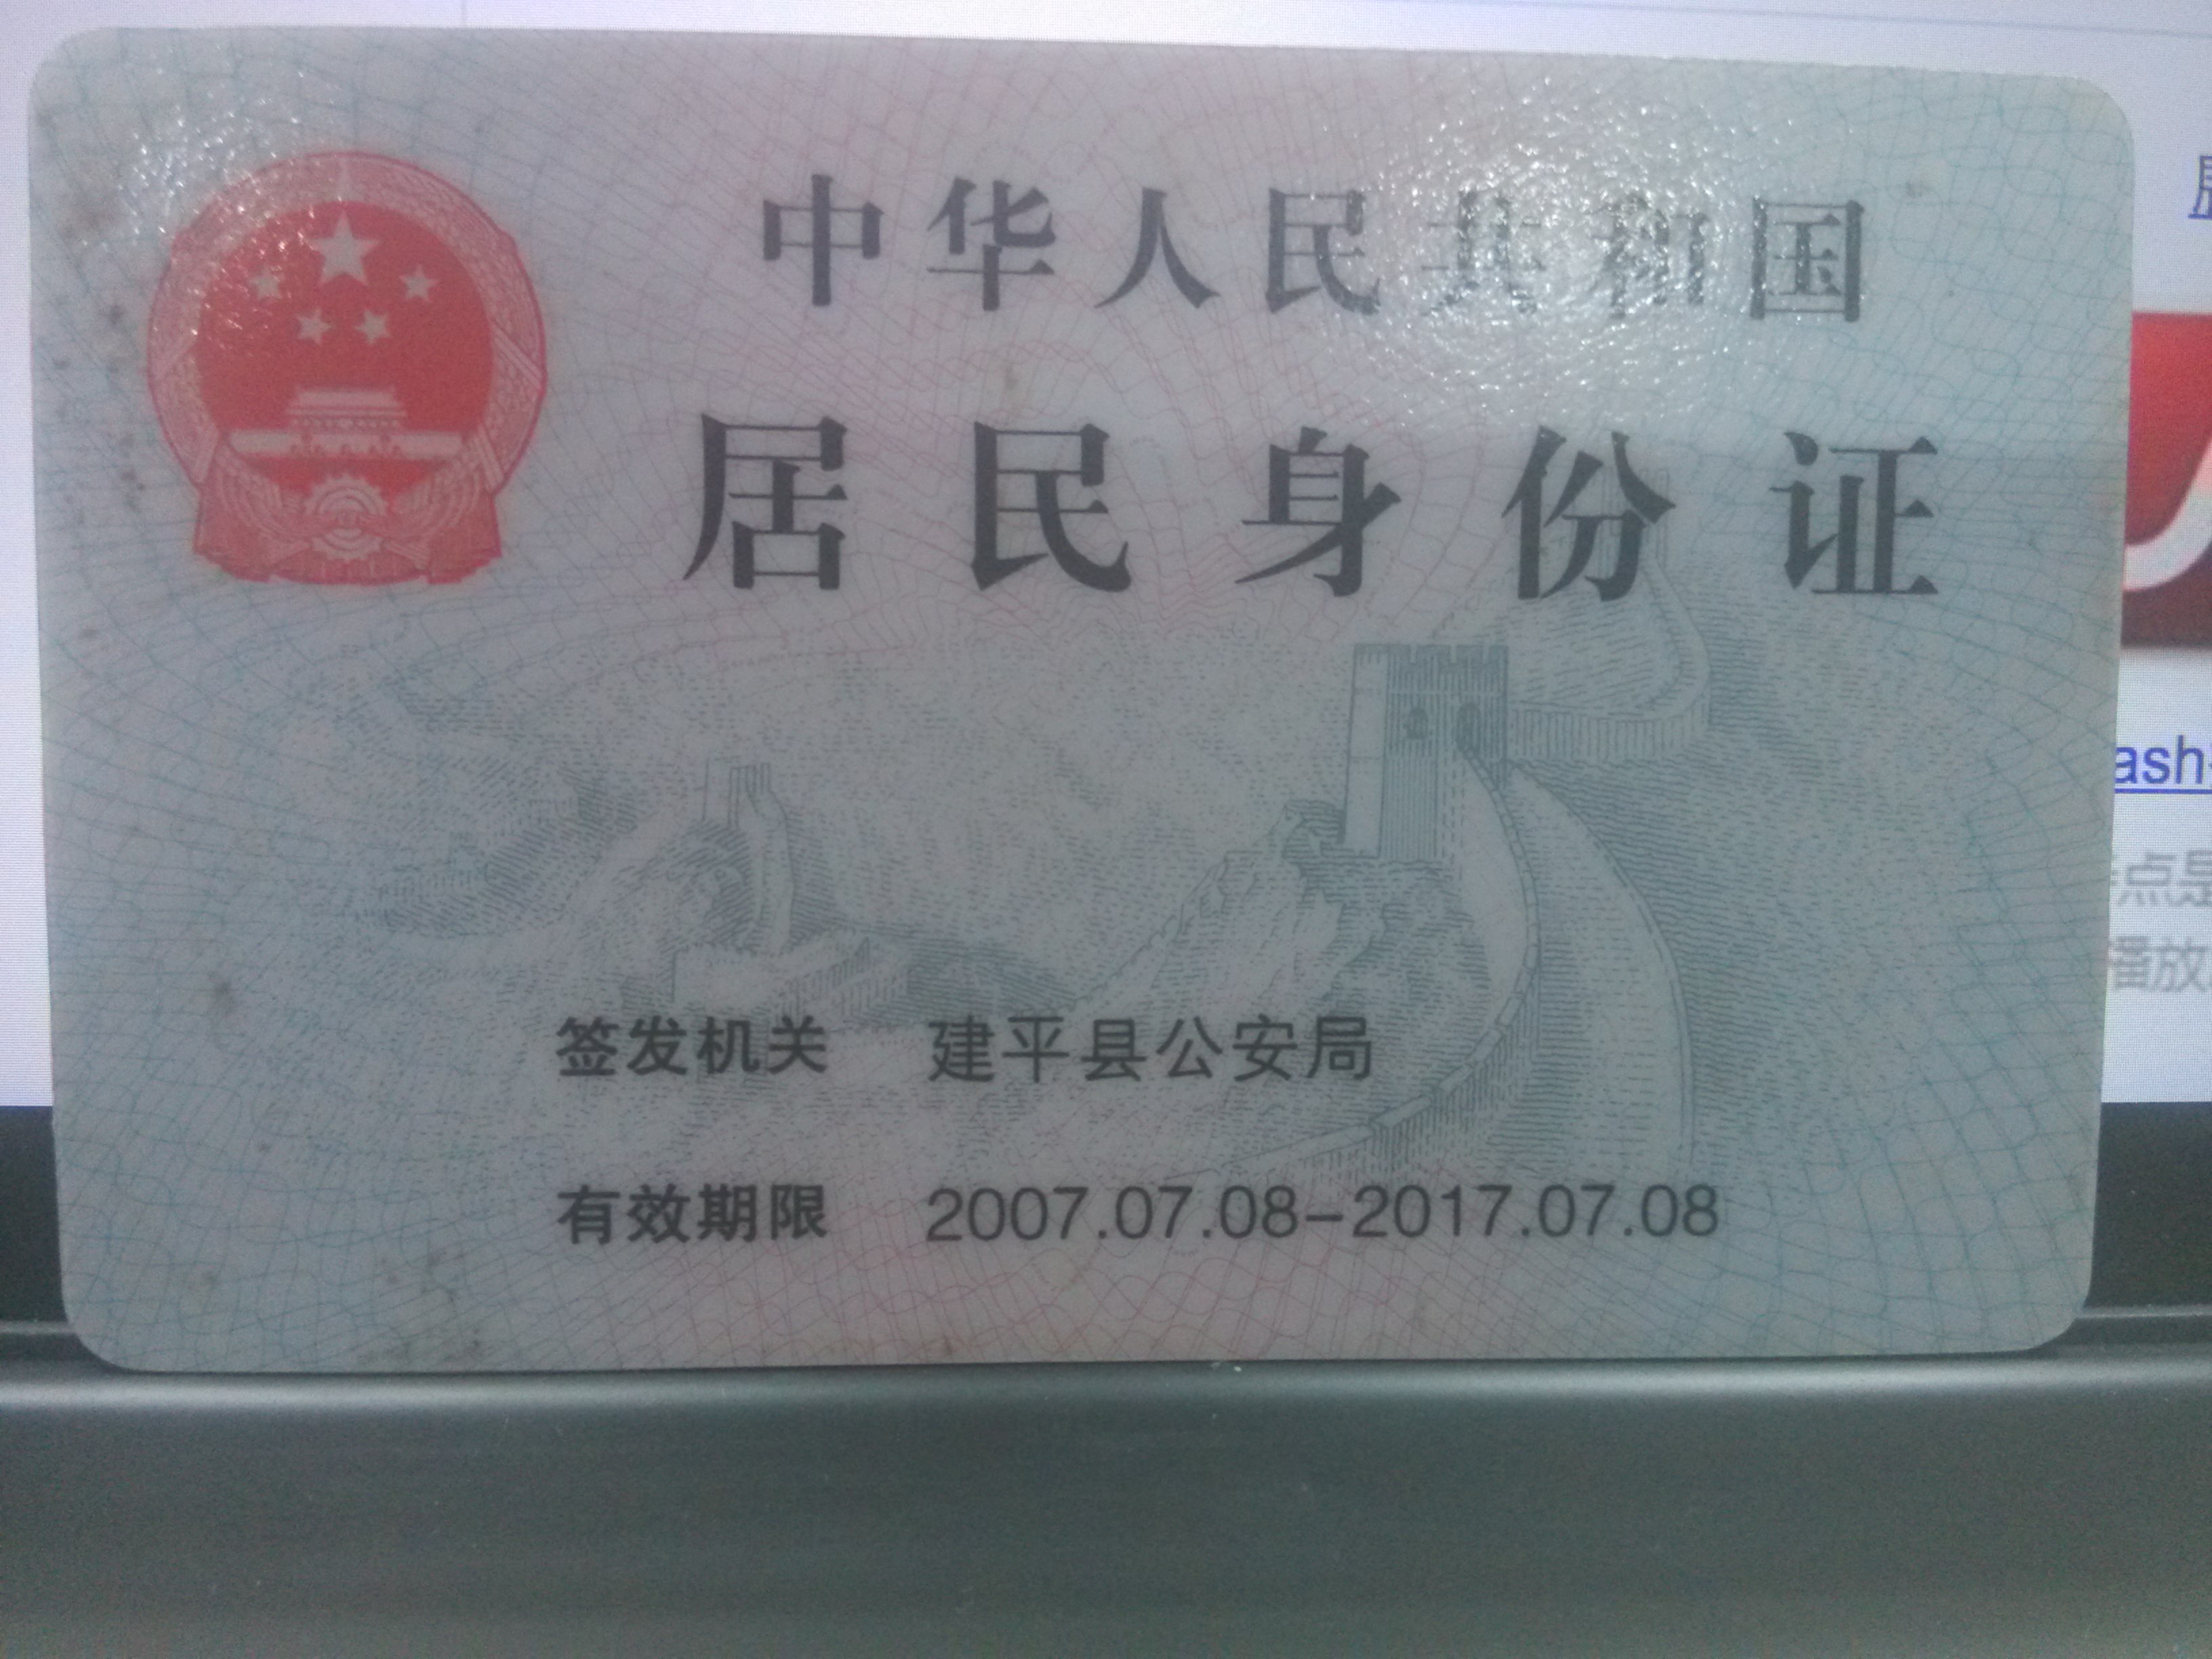 中华人民共和国
居民身份证
签发机关 建平县公安局
有效期限 2007.07.08-2017.07.08
ash-
点是
播放